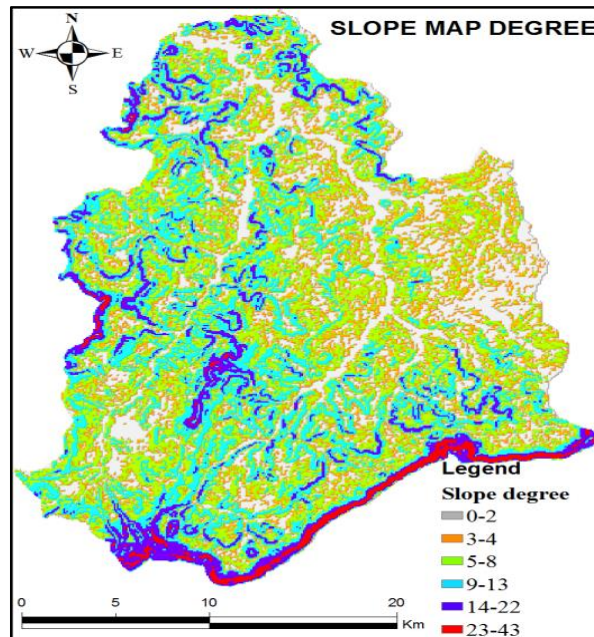 SLOPE MAP DEGREE
N
W E
S
Legend
Slope degree
0-2
3-4
5-8
9-13
14-22
23-43
0 5 10 20
Km